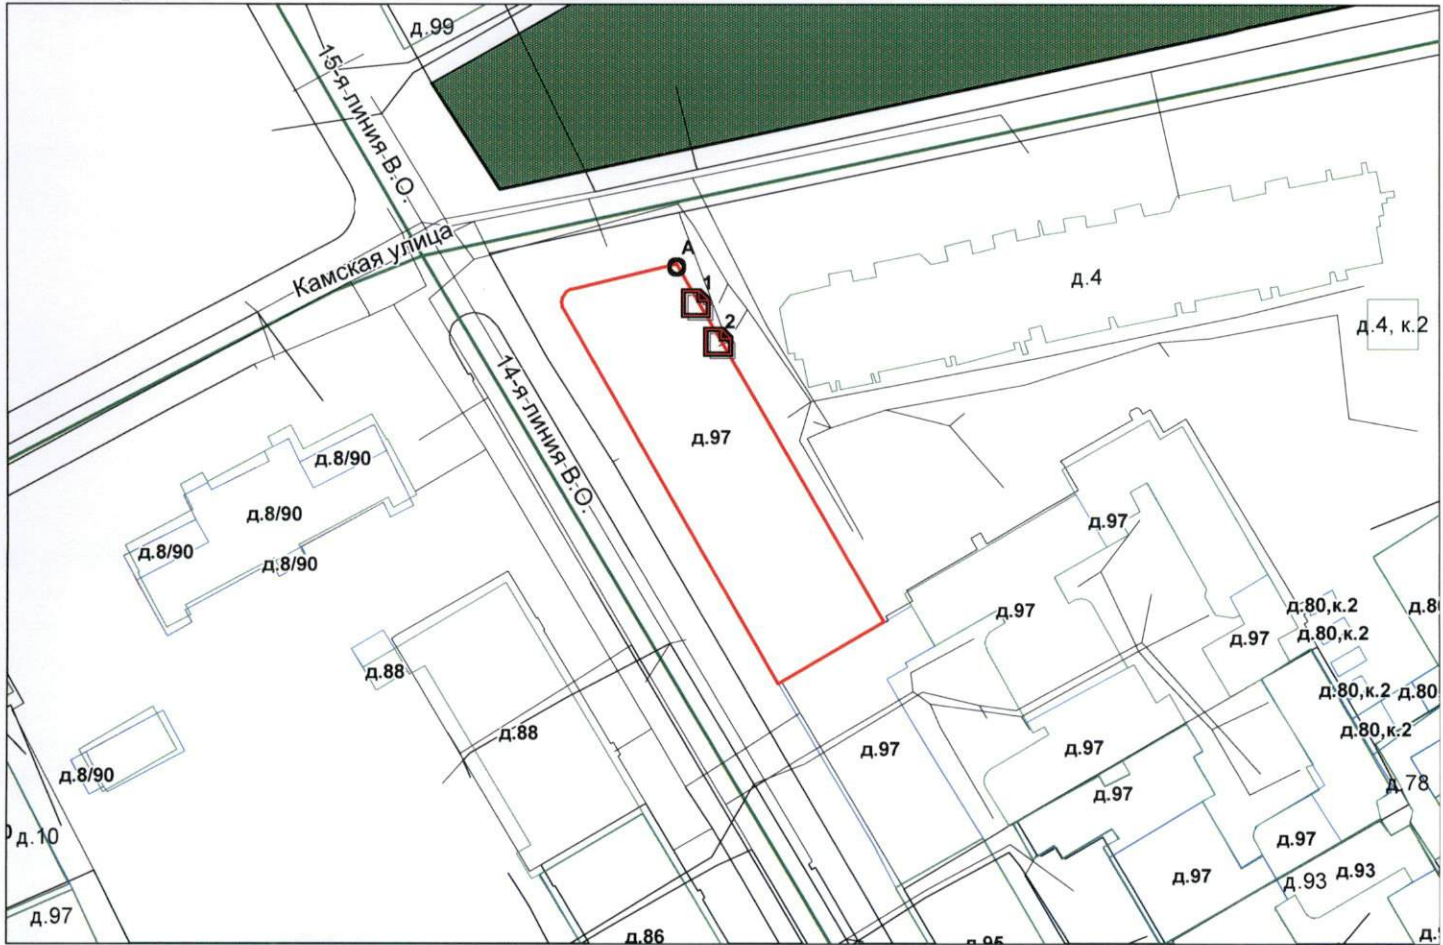 д.99
15-я линия В.О.
Камская улица
А
1
2
д.4
д.4, к.2
14-я линия В.О.
д.97
д.8/90
д.8/90
д.8/90
д.8/90
д.97
д.97
д.97
д.80,к.2
д.80,к.2
д.88
д.80,к.2
д.80
д.80,к.2
д.88
д.97
д.97
д.8/90
д.97
д.78
д.10
д.97
д.93
д.97
д.93
д.97
д.86
д.95